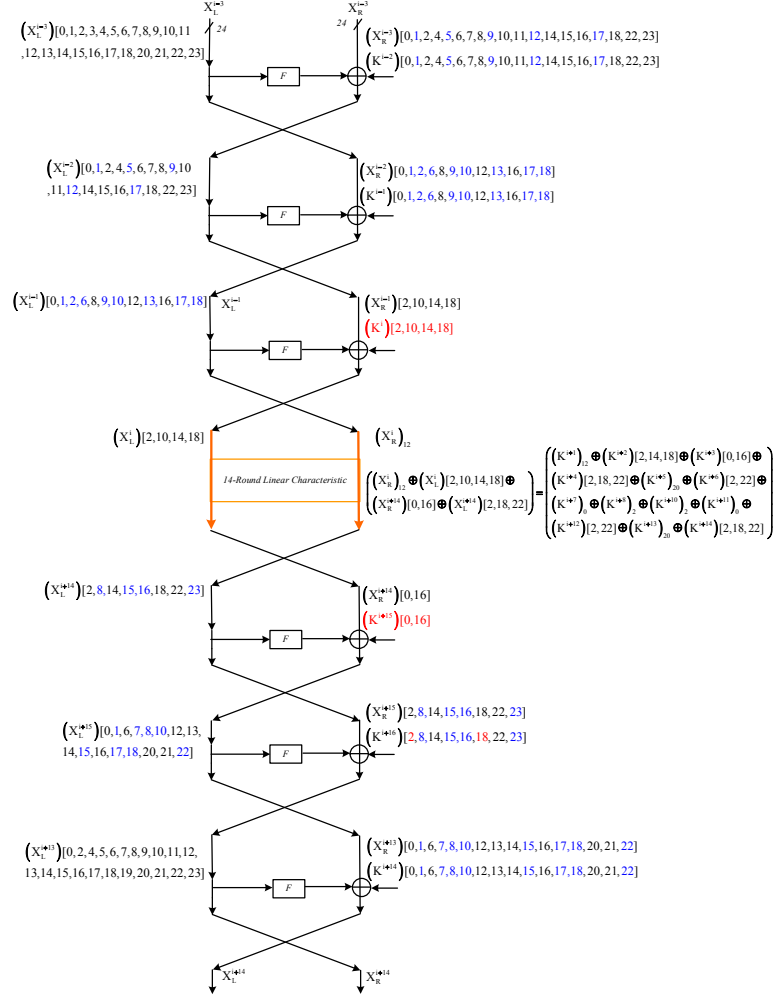 X_L^{i-3} X_R^{i-3}
24 24
(X_L^{i-3})[0,1,2,3,4,5,6,7,8,9,10,11
,12,13,14,15,16,17,18,20,21,22,23]
(X_R^{i-3})[0,1,2,4,5,6,7,8,9,10,11,12,14,15,16,17,18,22,23]
(K^{i-2})[0,1,2,4,5,6,7,8,9,10,11,12,14,15,16,17,18,22,23]
F
(X_L^{i-2})[0,1,2,4,5,6,7,8,9,10
,11,12,14,15,16,17,18,22,23]
(X_R^{i-2})[0,1,2,6,8,9,10,12,13,16,17,18]
(K^{i-1})[0,1,2,6,8,9,10,12,13,16,17,18]
F
(X_L^{i-1})[0,1,2,6,8,9,10,12,13,16,17,18] X_L^{i-1}
(X_R^{i-1})[2,10,14,18]
(K^i)[2,10,14,18]
F
(X_L^i)[2,10,14,18] (X_R^i)_{12}
14-Round Linear Characteristic
((X_R^i)_{12}⊕(X_L^i)[2,10,14,18]⊕
(X_R^{i+14})[0,16]⊕(X_L^{i+14})[2,18,22])
=
((K^{i+1})_{12}⊕(K^{i+2})[2,14,18]⊕(K^{i+3})[0,16]⊕
(K^{i+4})[2,18,22]⊕(K^{i+5})_{20}⊕(K^{i+6})[2,22]⊕
(K^{i+7})_0⊕(K^{i+8})_2⊕(K^{i+10})_2⊕(K^{i+11})_0⊕
(K^{i+12})[2,22]⊕(K^{i+13})_{20}⊕(K^{i+14})[2,18,22])
(X_L^{i+14})[2,8,14,15,16,18,22,23]
(X_R^{i+14})[0,16]
(K^{i+15})[0,16]
F
(X_L^{i+15})[0,1,6,7,8,10,12,13,
14,15,16,17,18,20,21,22]
(X_R^{i+15})[2,8,14,15,16,18,22,23]
(K^{i+16})[2,8,14,15,16,18,22,23]
F
(X_L^{i+13})[0,2,4,5,6,7,8,9,10,11,12,
13,14,15,16,17,18,19,20,21,22,23]
(X_R^{i+13})[0,1,6,7,8,10,12,13,14,15,16,17,18,20,21,22]
(K^{i+14})[0,1,6,7,8,10,12,13,14,15,16,17,18,20,21,22]
F
X_L^{i+14} X_R^{i+14}